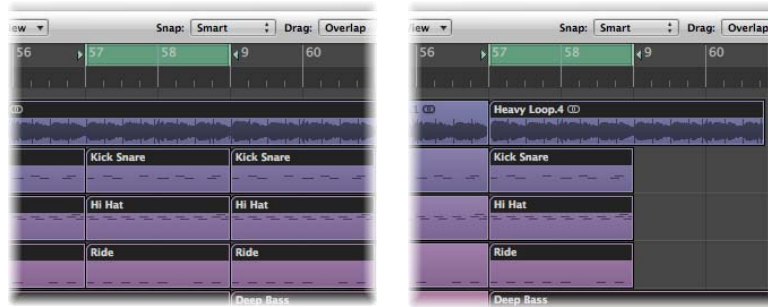 ew Snap: Smart Drag: Overlap
56 57 58 9 60
Kick Snare Kick Snare
Hi Hat Hi Hat
Ride Ride
Deep Bass
iew Snap: Smart Drag: Overlap
56 57 58 9 60
1 Heavy Loop.4
Kick Snare
Hi Hat
Ride
Deep Bass